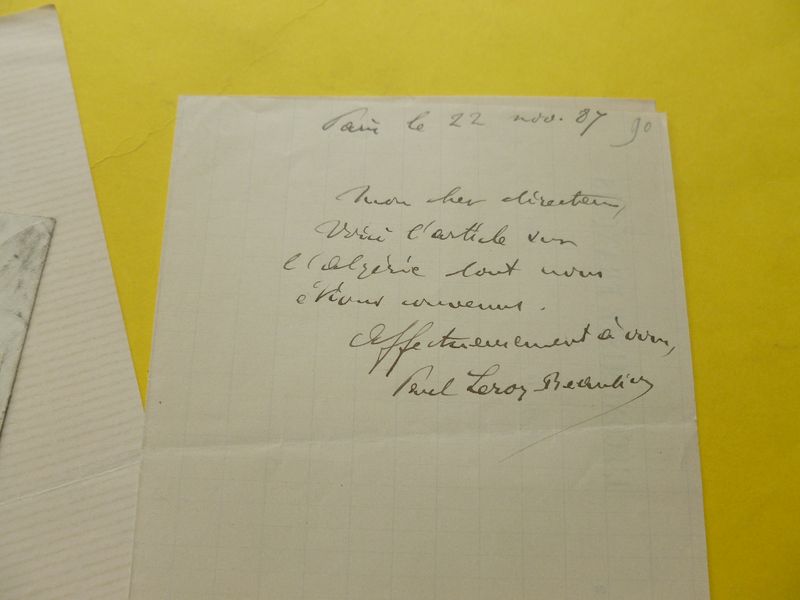 Paris le 22 nov. 87 90
Mon cher directeur,
Voici l'article sur
l'Algérie dont nous
étions convenus.
Affectueusement à vous,
Paul Leroy Beaulieu